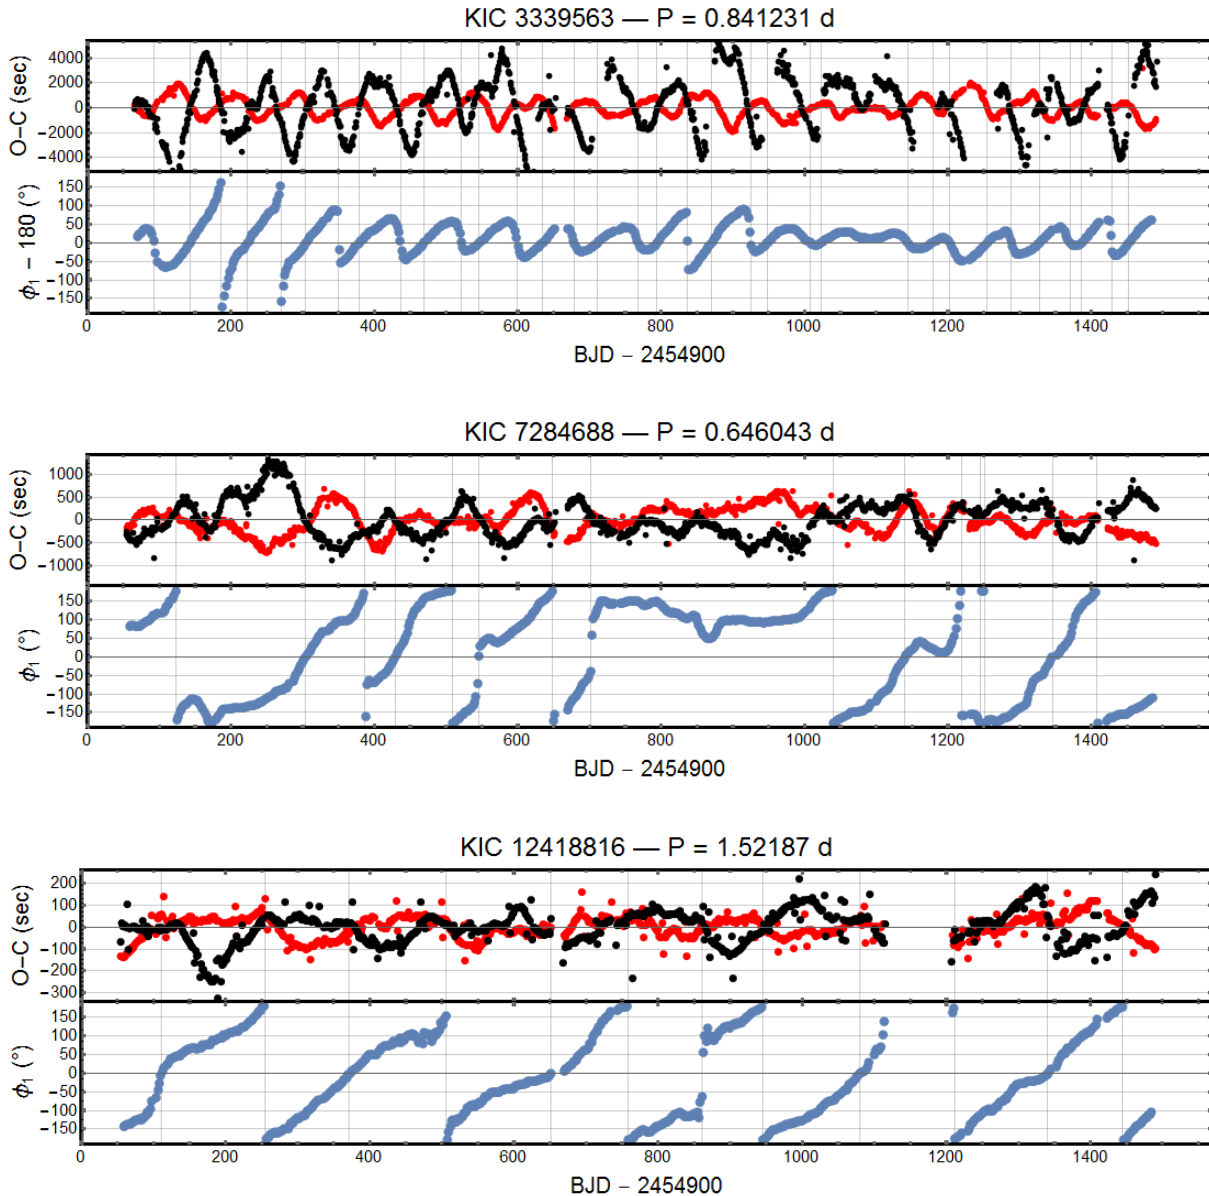 KIC 3339563 — P = 0.841231 d
O−C (sec)
4000
2000
0
−2000
−4000
ϕ₁ − 180 (°)
150
100
50
0
−50
−100
−150
0 200 400 600 800 1000 1200 1400
BJD − 2454900
KIC 7284688 — P = 0.646043 d
O−C (sec)
1000
500
0
−500
−1000
ϕ₁ (°)
150
100
50
0
−50
−100
−150
0 200 400 600 800 1000 1200 1400
BJD − 2454900
KIC 12418816 — P = 1.52187 d
O−C (sec)
200
100
0
−100
−200
−300
ϕ₁ (°)
150
100
50
0
−50
−100
−150
0 200 400 600 800 1000 1200 1400
BJD − 2454900